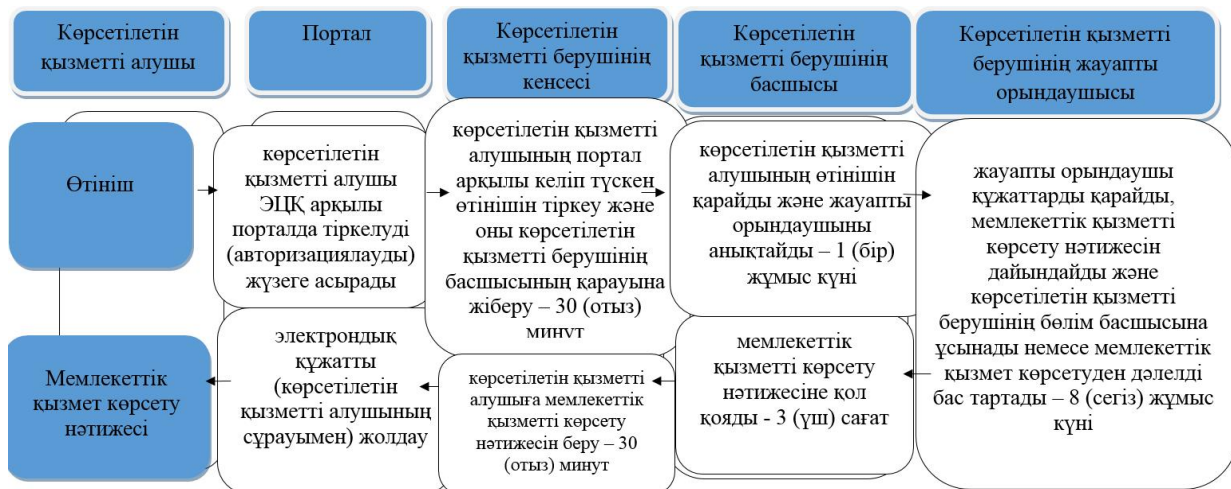 Көрсетілетін
қызметті алушы
Портал
Көрсетілетін
қызметті берушінің
кенсесі
Көрсетілетін
қызметті берушінің
басшысы
Көрсетілетін қызметті
берушінің жауапты
орындаушысы
Өтініш
көрсетілетін
қызметті алушы
ЭЦҚ арқылы
порталда тіркелуді
(авторизациялауды)
жүзеге асырады
көрсетілетін қызметті
алушының портал
арқылы келіп түскен
өтінішін тіркеу және
оны көрсетілетін
қызметті берушінің
басшысының қарауына
жіберу – 30 (отыз)
минут
көрсетілетін қызметті
алушының өтінішін
қарайды және жауапты
орындаушыны
анықтайды – 1 (бір)
жұмыс күні
жауапты орындаушы
құжаттарды қарайды,
мемлекеттік қызметті
көрсету нәтижесін
дайындайды және
көрсетілетін қызметті
берушінің бөлім басшысына
ұсынады немесе мемлекеттік
қызмет көрсетуден дәлелді
бас тартады – 8 (сегіз) жұмыс
күні
Мемлекеттік
қызмет көрсету
нәтижесі
электрондық
құжатты
(көрсетілетін
қызметті алушының
сұрауымен) жолдау
көрсетілетін қызметті
алушыға мемлекеттік
қызметті көрсету
нәтижесін беру – 30
(отыз) минут
мемлекеттік
қызметті көрсету
нәтижесіне қол
қояды - 3 (үш) сағат